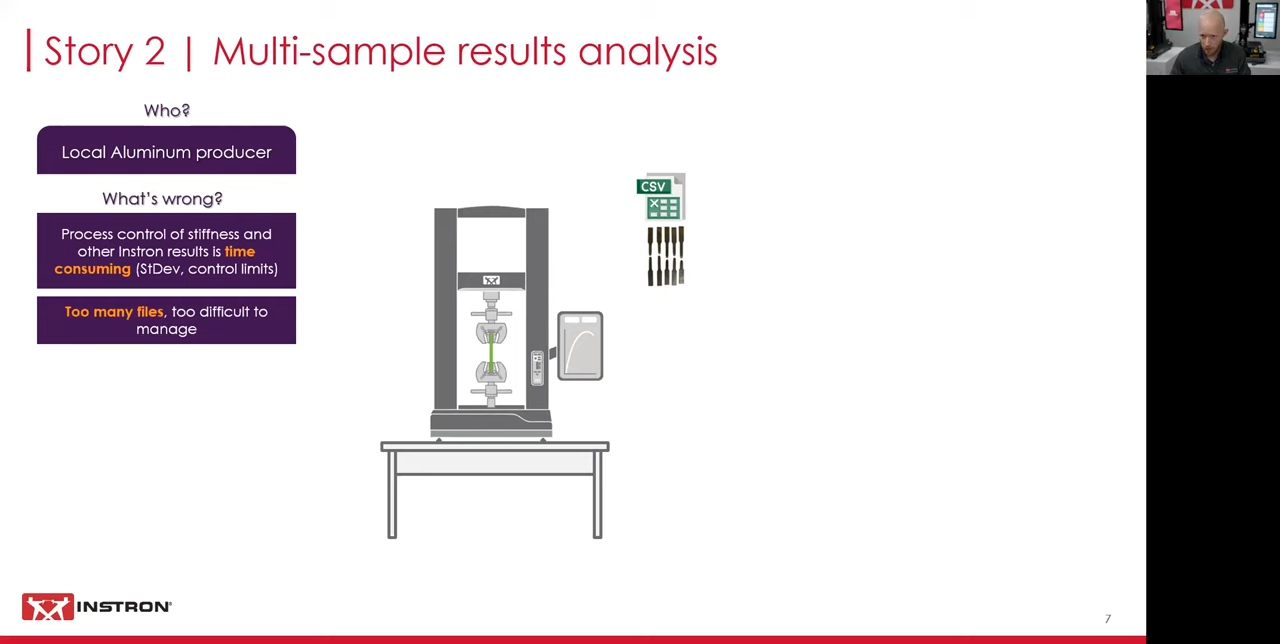 Story 2 | Multi-sample results analysis
Who?
Local Aluminum producer
What's wrong?
Process control of stiffness and
other Instron results is time
consuming (StDev, control limits)
Too many files, too difficult to
manage
CSV
X
INSTRON®
7